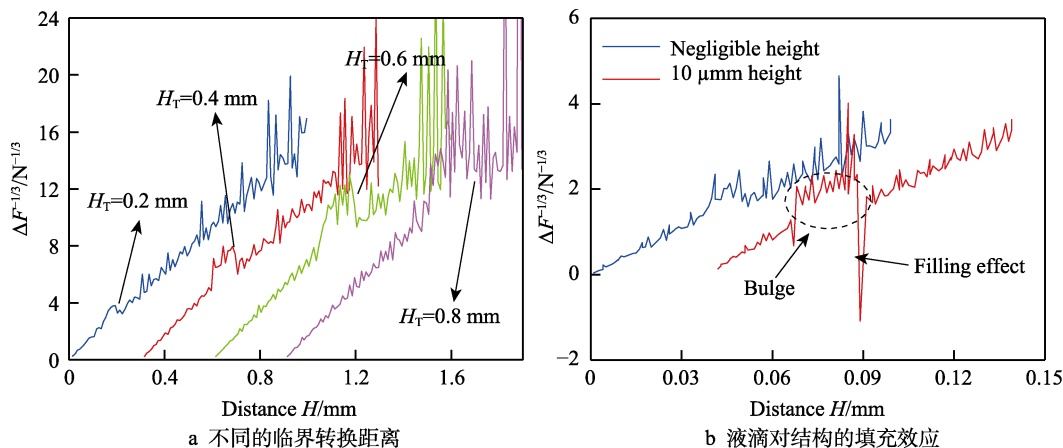 24
20
16
12
8
4
0
ΔF⁻¹/³/N⁻¹/³
H_T=0.2 mm
H_T=0.4 mm
H_T=0.6 mm
H_T=0.8 mm
0 0.4 0.8 1.2 1.6
Distance H/mm
a 不同的临界转换距离
6
4
2
0
−2
ΔF⁻¹/³/N⁻¹/³
Negligible height
10 μmm height
Bulge
Filling effect
0 0.03 0.06 0.09 0.12 0.15
Distance H/mm
b 液滴对结构的填充效应